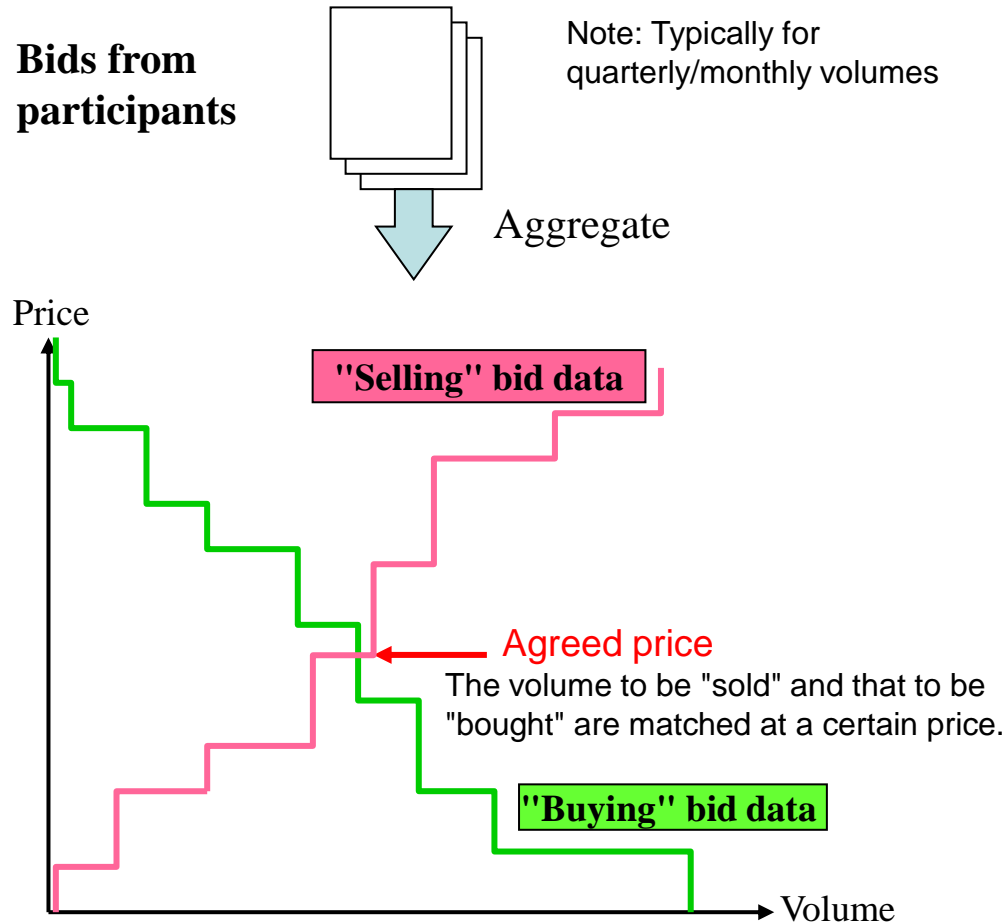 Bids from
participants
Note: Typically for
quarterly/monthly volumes
Aggregate
Price
"Selling" bid data
Agreed price
The volume to be "sold" and that to be
"bought" are matched at a certain price.
"Buying" bid data
Volume